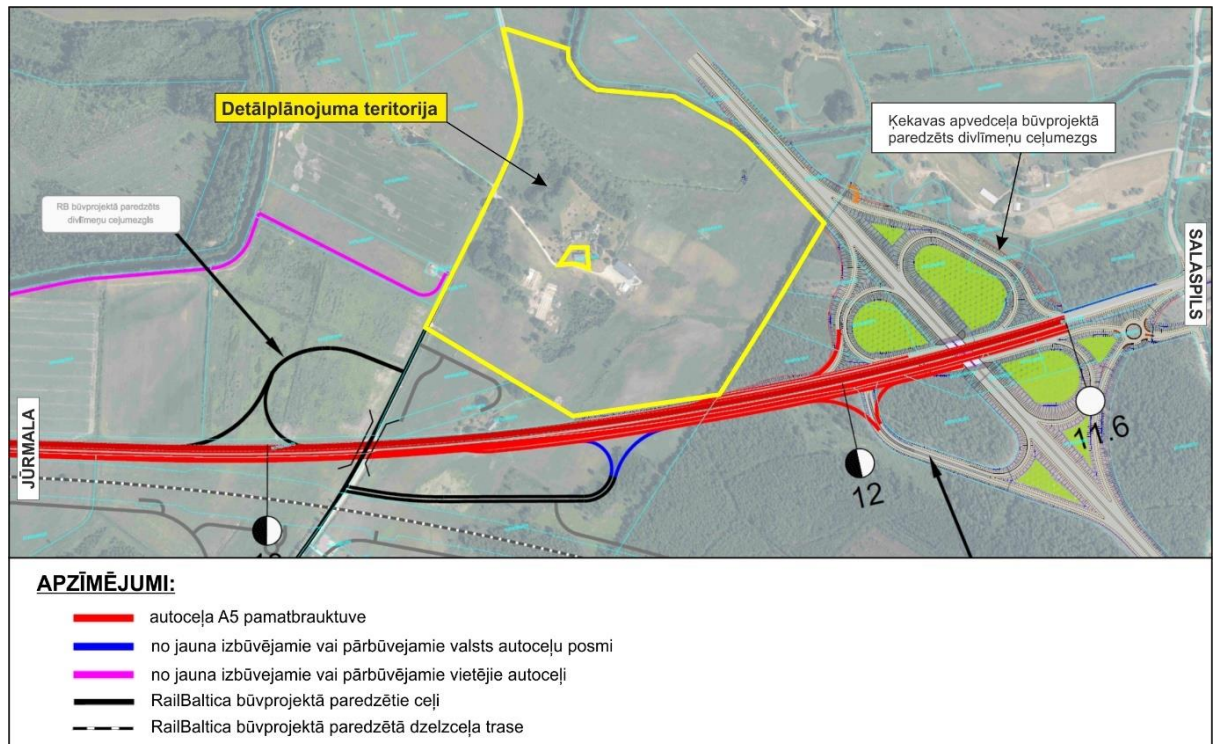 Detālplānojuma teritorija
Ķekavas apvedceļa būvprojektā
paredzēts divlīmeņu ceļumezgs
RB būvprojektā paredzēts
divlīmeņu ceļumezgls
JŪRMALA
SALASPILS
11.6
12
APZĪMĒJUMI:
autoceļa A5 pamatbrauktuve
no jauna izbūvējamie vai pārbūvejamie valsts autoceļu posmi
no jauna izbūvējamie vai pārbūvējamie vietējie autoceļi
RailBaltica būvprojektā paredzētie ceļi
RailBaltica būvprojektā paredzētā dzelzceļa trase